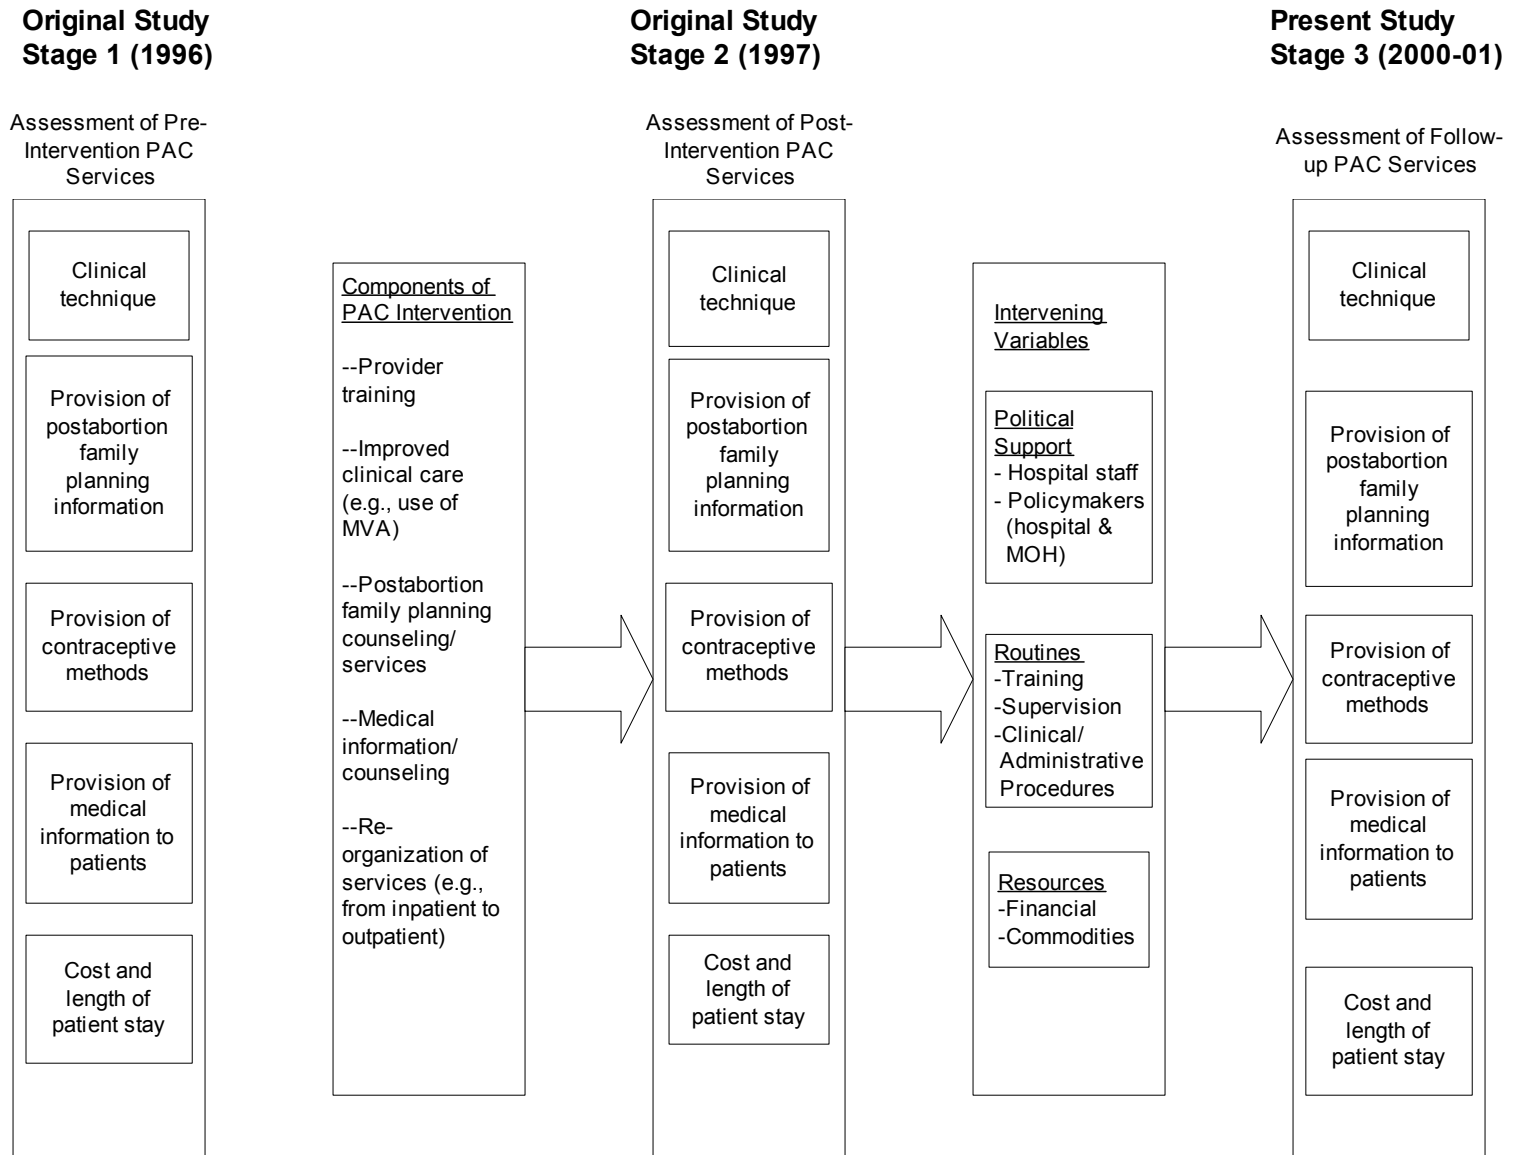 Original Study
Stage 1 (1996)
Original Study
Stage 2 (1997)
Present Study
Stage 3 (2000-01)
Assessment of Pre-
Intervention PAC
Services
Clinical
technique
Provision of
postabortion
family
planning
information
Provision of
contraceptive
methods
Provision of
medical
information to
patients
Cost and
length of
patient stay
Components of
PAC Intervention
--Provider
training
--Improved
clinical care
(e.g., use of
MVA)
--Postabortion
family planning
counseling/
services
--Medical
information/
counseling
--Re-
organization of
services (e.g.,
from inpatient to
outpatient)
Assessment of Post-
Intervention PAC
Services
Clinical
technique
Provision of
postabortion
family
planning
information
Provision of
contraceptive
methods
Provision of
medical
information to
patients
Cost and
length of
patient stay
Intervening
Variables
Political
Support
- Hospital staff
- Policymakers
(hospital &
MOH)
Routines
-Training
-Supervision
-Clinical/
Administrative
Procedures
Resources
-Financial
-Commodities
Assessment of Follow-
up PAC Services
Clinical
technique
Provision of
postabortion
family
planning
information
Provision of
contraceptive
methods
Provision of
medical
information to
patients
Cost and
length of
patient stay